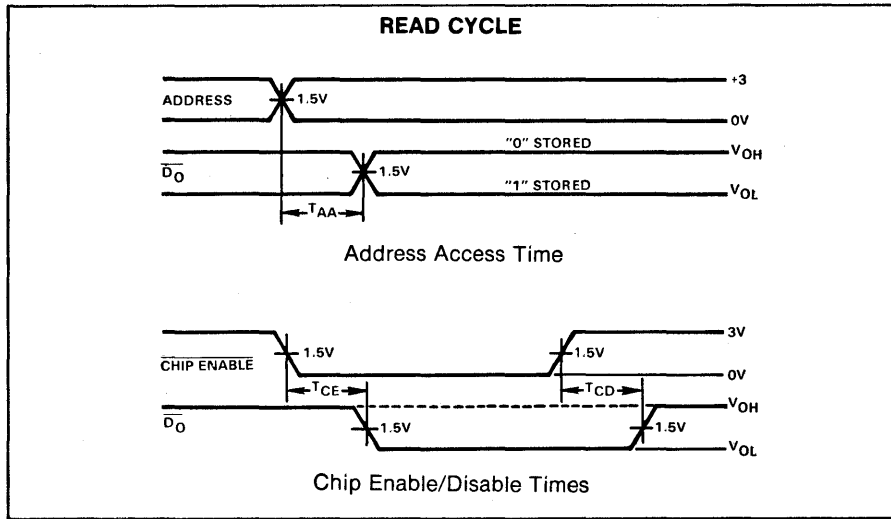 READ CYCLE
+3
ADDRESS
1.5V
0V
"0" STORED
VOH
DO
1.5V
"1" STORED
VOL
TAA
Address Access Time
3V
1.5V
1.5V
CHIP ENABLE
0V
TCE
TCD
VOH
DO
1.5V
1.5V
VOL
Chip Enable/Disable Times